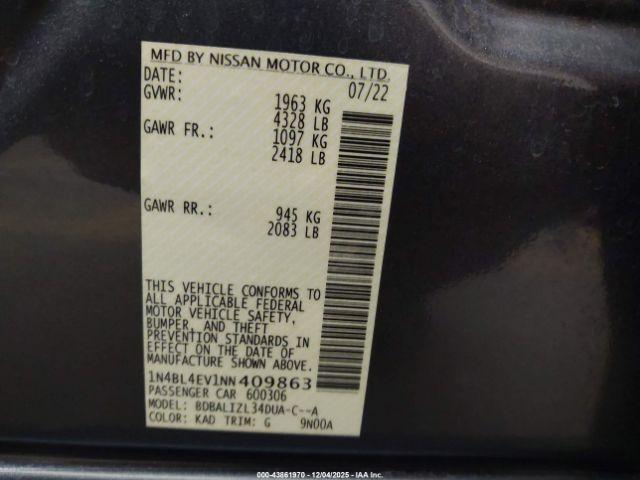 MFD BY NISSAN MOTOR CO., LTD.
DATE: 07/22
GVWR: 1963 KG
4328 LB
GAWR FR.: 1097 KG
2418 LB
GAWR RR.: 945 KG
2083 LB
THIS VEHICLE CONFORMS TO
ALL APPLICABLE FEDERAL
MOTOR VEHICLE SAFETY,
BUMPER, AND THEFT
PREVENTION STANDARDS IN
EFFECT ON THE DATE OF
MANUFACTURE SHOWN ABOVE.
1N4BL4EV1NN409863
PASSENGER CAR 600306
MODEL: BDBALIZL34DUA-C--A
COLOR: KAD TRIM: G 9N00A
000-43861970 - 12/04/2025 - IAA Inc.